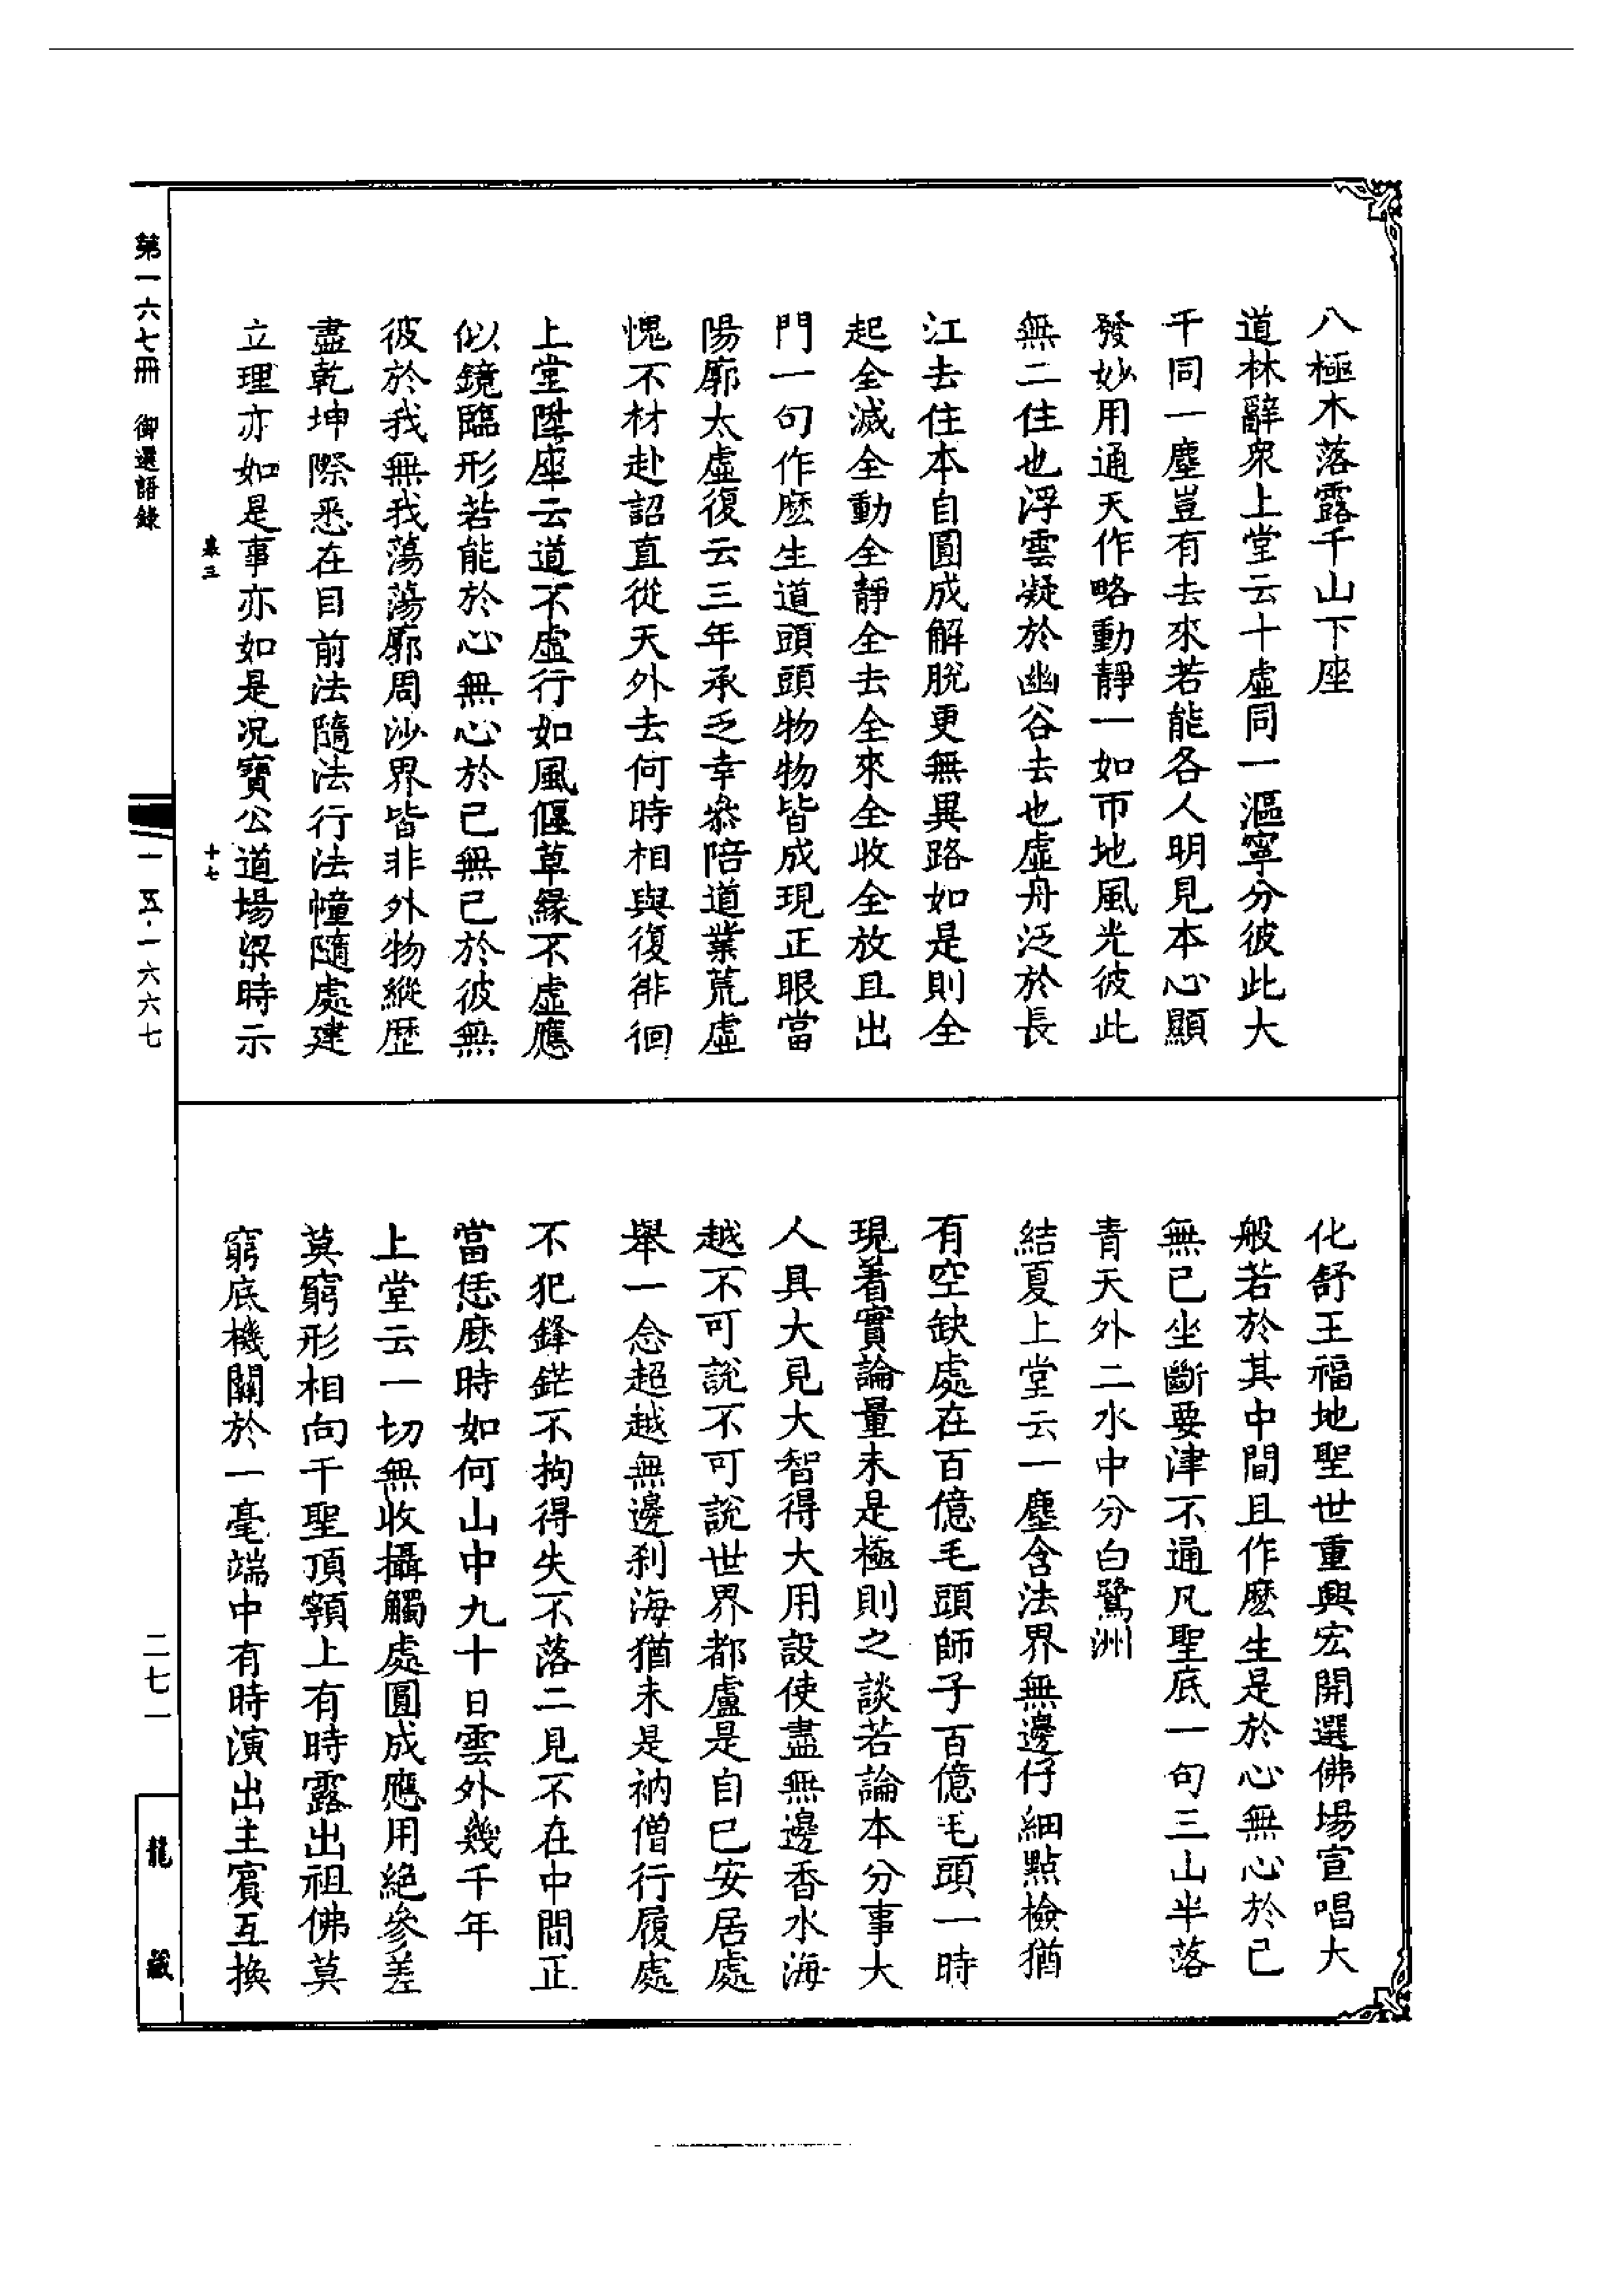 八極木落露千山下座
道林辭衆上堂云十虛同一漚寧分彼此大
千同一塵豈有去來若能各人明見本心顯
發妙用通天作略動靜一如帀地風光彼此
無二住也浮雲凝於幽谷去也虛舟泛於長
江去住本自圓成解脫更無異路如是則全
起全滅全動全靜全去全來全收全放且出
門一句作麽生道頭頭物物皆成現正眼當
陽廓太虛復云三年承乏幸叅陪道業荒虛
愧不材赴詔直從天外去何時相與復徘徊
上堂陞座云道不虛行如風偃草緣不虛應
似鏡臨形若能於心無心於己無己於彼無
彼於我無我蕩蕩廓周沙界皆非外物縱歷
盡乾坤際悉在目前法隨法行法幢隨處建
立理亦如是事亦如是况寶公道場梁時示
化舒王福地聖世重興宏開選佛場宣唱大
般若於其中間且作麽生是於心無心於己
無已坐斷要津不通凡聖底一句三山半落
青天外二水中分白鷺洲
結夏上堂云一塵含法界無邊仔細點檢猶
有空缺處在百億毛頭師子百億毛頭一時
現着實論量未是極則之談若論本分事大
人具大見大智得大用設使盡無邊香水海
越不可說不可說世界都盧是自己安居處
舉一念超越無邊刹海猶未是衲僧行履處
不犯鋒鋩不拘得失不落二見不在中間正
當恁麽時如何山中九十日雲外幾千年
上堂云一切無收攝觸處圓成應用絶參差
莫窮形相向千聖頂𩕳上有時露出祖佛莫
窮底機關於一毫端中有時演出主賓互換
第一六七冊 御選語錄
一五·一六六七
二七一
龍藏
十七